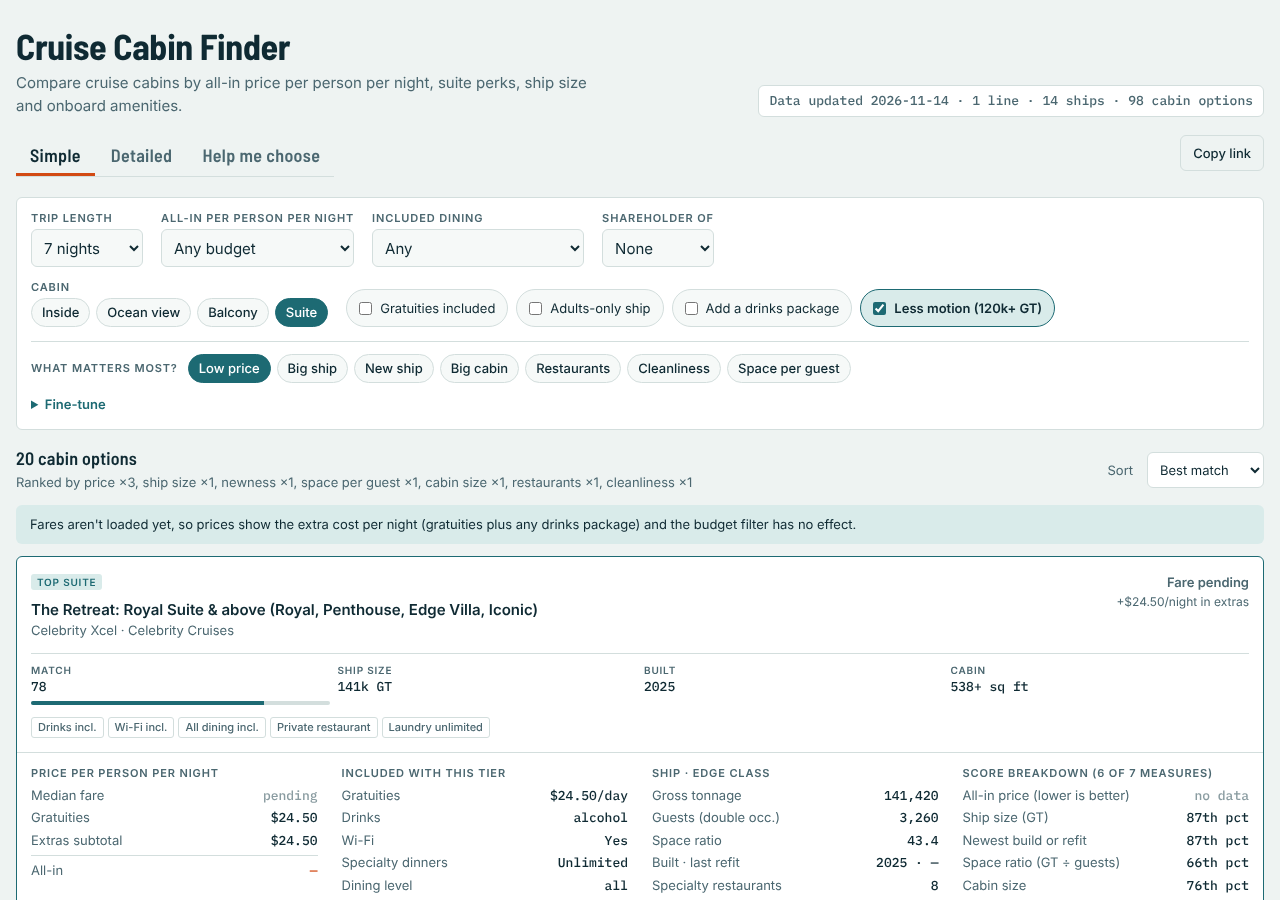 Cruise Cabin Finder
Compare cruise cabins by all-in price per person per night, suite perks, ship size
and onboard amenities.
Data updated 2026-11-14 · 1 line · 14 ships · 98 cabin options
Simple Detailed Help me choose
Copy link
TRIP LENGTH ALL-IN PER PERSON PER NIGHT INCLUDED DINING SHAREHOLDER OF
7 nights Any budget Any None
CABIN
Inside Ocean view Balcony Suite Gratuities included Adults-only ship Add a drinks package Less motion (120k+ GT)
WHAT MATTERS MOST? Low price Big ship New ship Big cabin Restaurants Cleanliness Space per guest
Fine-tune
20 cabin options
Ranked by price ×3, ship size ×1, newness ×1, space per guest ×1, cabin size ×1, restaurants ×1, cleanliness ×1
Sort Best match
Fares aren't loaded yet, so prices show the extra cost per night (gratuities plus any drinks package) and the budget filter has no effect.
TOP SUITE
Fare pending
The Retreat: Royal Suite & above (Royal, Penthouse, Edge Villa, Iconic)
+$24.50/night in extras
Celebrity Xcel · Celebrity Cruises
MATCH SHIP SIZE BUILT CABIN
78 141k GT 2025 538+ sq ft
Drinks incl. Wi-Fi incl. All dining incl. Private restaurant Laundry unlimited
PRICE PER PERSON PER NIGHT INCLUDED WITH THIS TIER SHIP · EDGE CLASS SCORE BREAKDOWN (6 OF 7 MEASURES)
Median fare pending Gratuities $24.50/day Gross tonnage 141,420 All-in price (lower is better) no data
Gratuities $24.50 Drinks alcohol Guests (double occ.) 3,260 Ship size (GT) 87th pct
Extras subtotal $24.50 Wi-Fi Yes Space ratio 43.4 Newest build or refit 87th pct
All-in – Specialty dinners Unlimited Built · last refit 2025 · – Space ratio (GT ÷ guests) 66th pct
Dining level all Specialty restaurants 8 Cabin size 76th pct